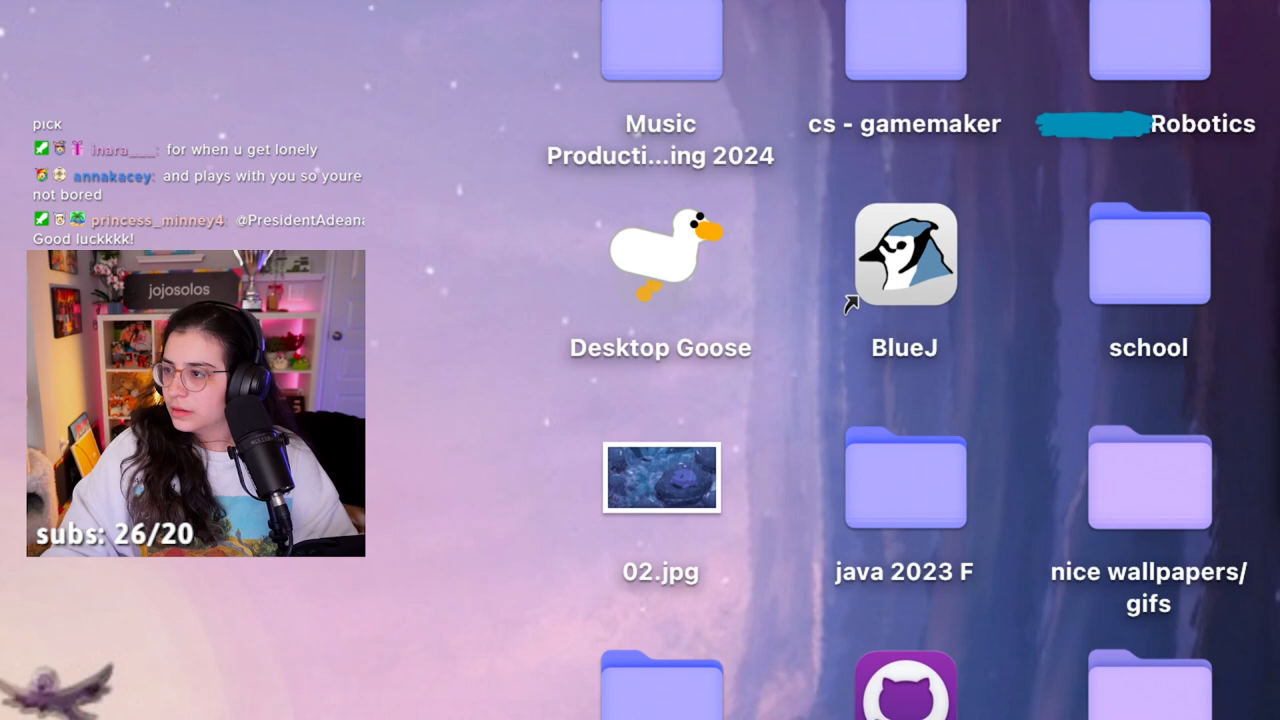 pick
inara___: for when u get lonely
annakacey: and plays with you so youre
not bored
princess_minney4: @PresidentAdeana
Good luckkkk!
jojosolos
subs: 26/20
Music
Producti...ing 2024
cs - gamemaker
Robotics
Desktop Goose
BlueJ
school
02.jpg
java 2023 F
nice wallpapers/
gifs